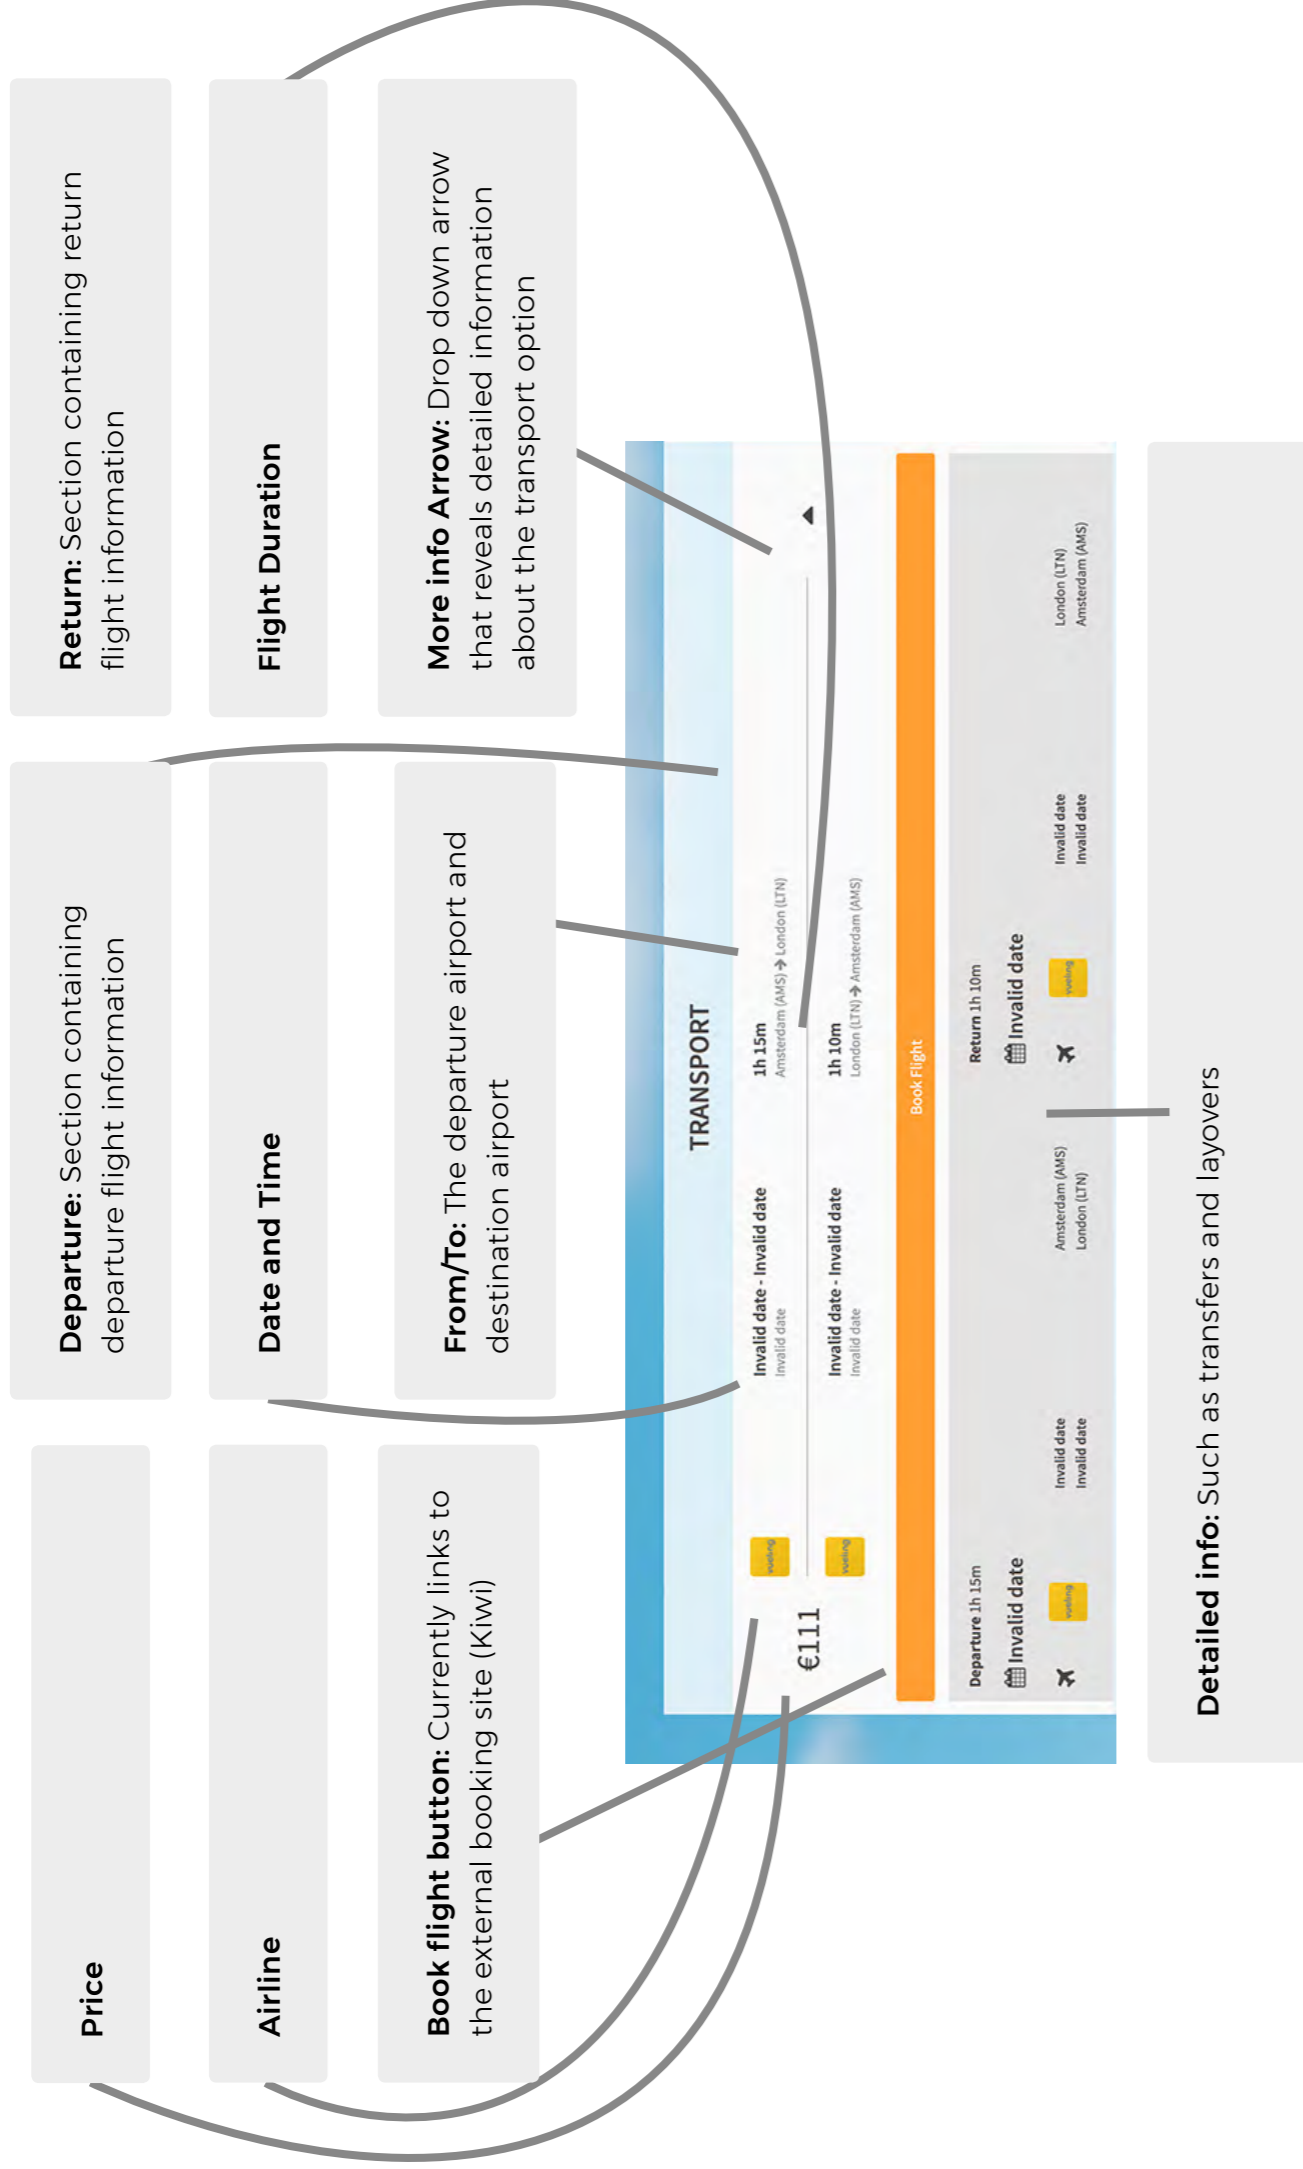 Price
Departure: Section containing
departure flight information
Return: Section containing return
flight information
Airline
Date and Time
Flight Duration
Book flight button: Currently links to
the external booking site (Kiwi)
From/To: The departure airport and
destination airport
More info Arrow: Drop down arrow
that reveals detailed information
about the transport option
TRANSPORT
€111
vueling
Invalid date - Invalid date
Invalid date
1h 15m
Amsterdam (AMS) → London (LTN)
vueling
Invalid date - Invalid date
Invalid date
1h 10m
London (LTN) → Amsterdam (AMS)
Book Flight
Departure 1h 15m
Invalid date
vueling
Invalid date
Invalid date
Amsterdam (AMS)
London (LTN)
Return 1h 10m
Invalid date
vueling
Invalid date
Invalid date
London (LTN)
Amsterdam (AMS)
Detailed info: Such as transfers and layovers